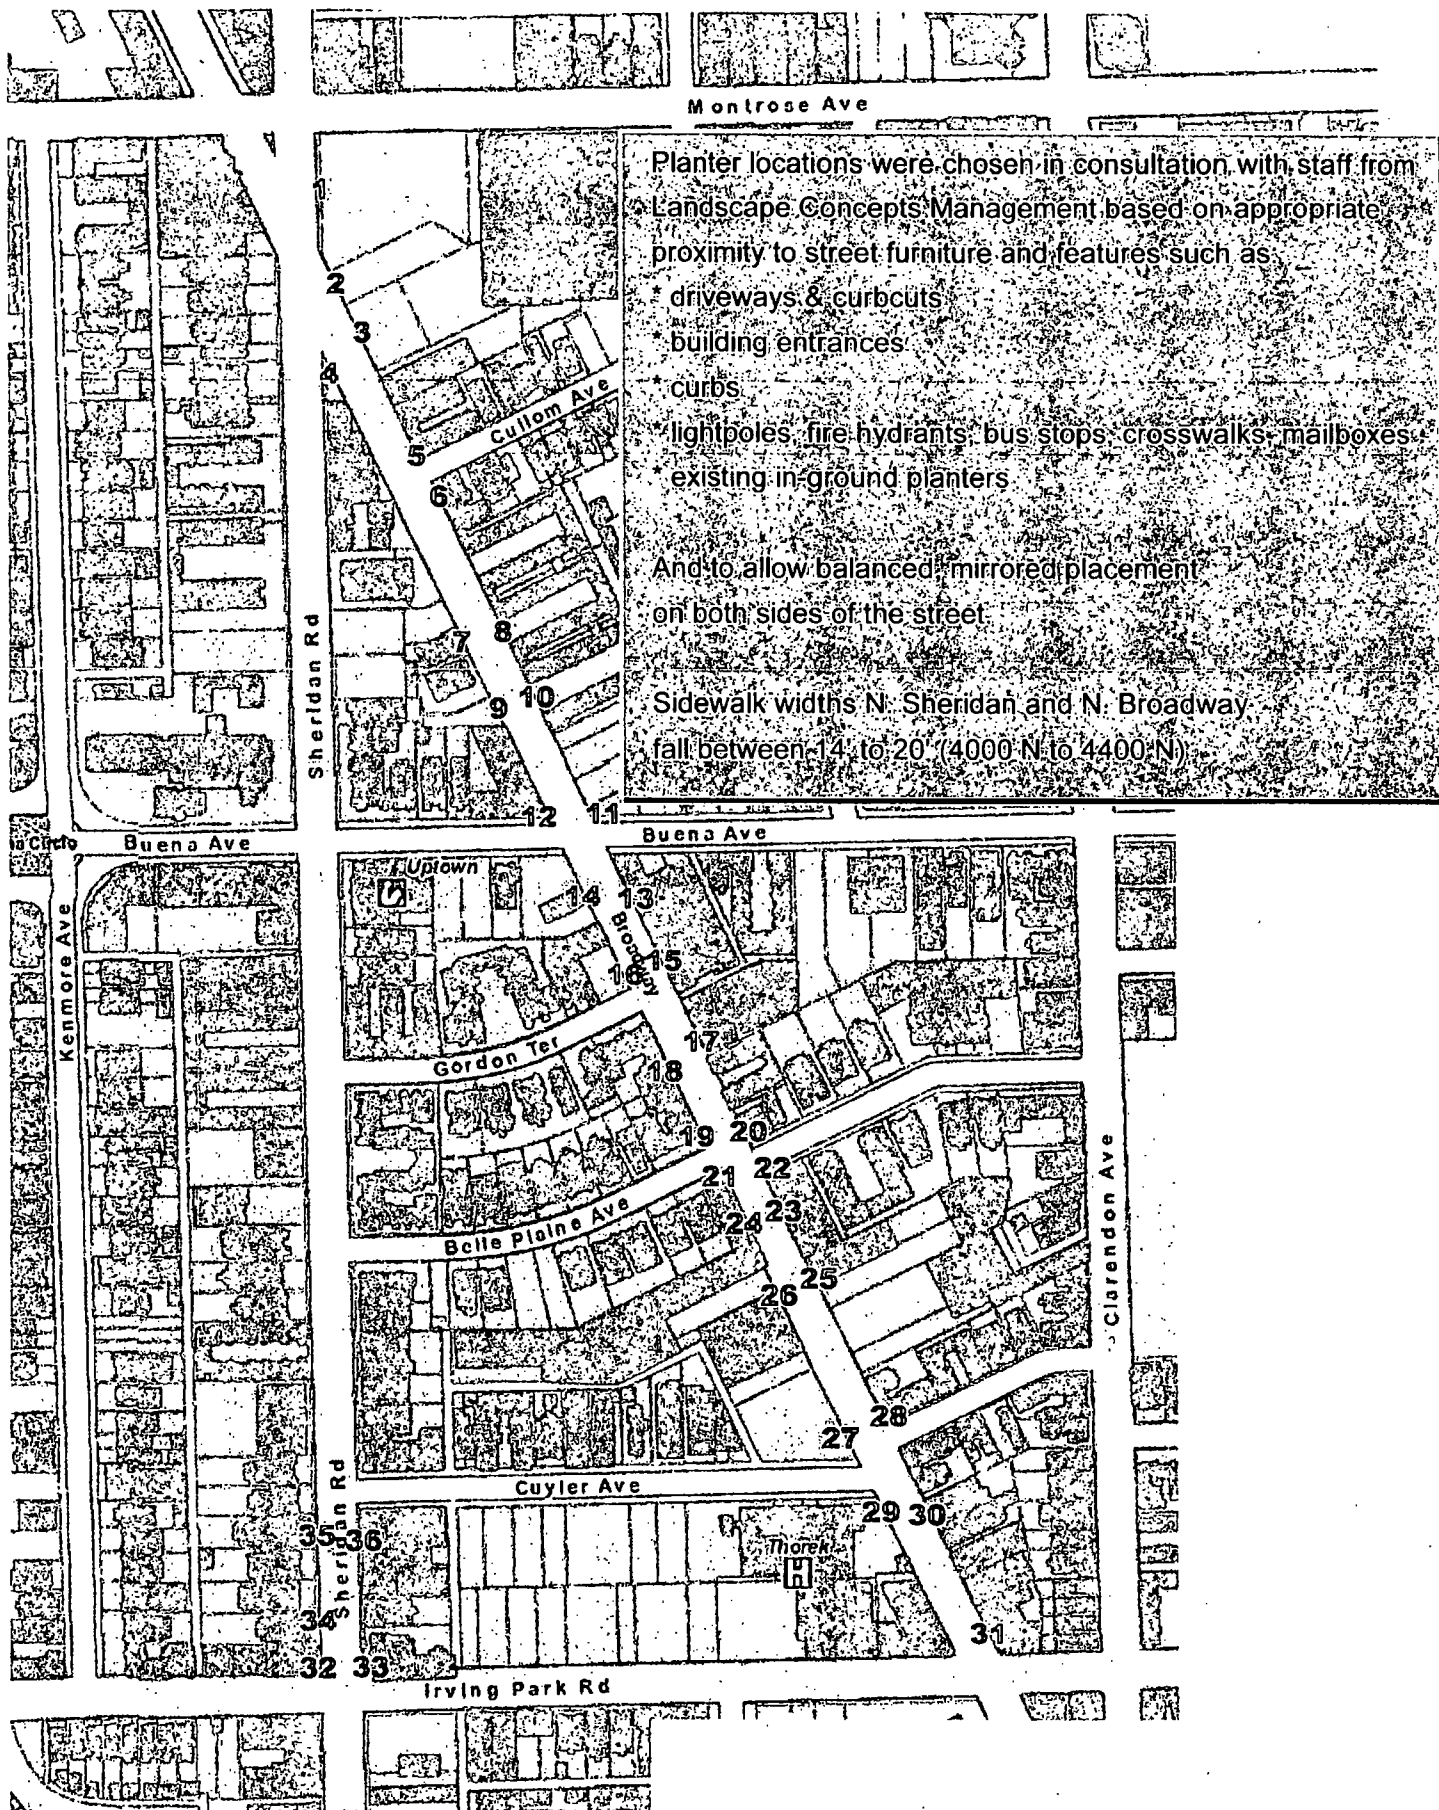 Montrose Ave
Planter locations were chosen in consultation with staff from
Landscape Concepts Management based on appropriate
proximity to street furniture and features such as
* driveways & curbcuts
* building entrances
* curbs
* lightpoles, fire hydrants, bus stops, crosswalks, mailboxes
* existing in-ground planters
And to allow balanced, mirrored placement
on both sides of the street
Sidewalk widths N. Sheridan and N. Broadway
fall between 14' to 20' (4000 N to 4400 N)
1
2
3
4
Cullom Ave
5
6
Sheridan Rd
7
8
9
10
12
11
Buena Ave
Buena Ave
Uptown
14
13
Broadway
Kenmore Ave
15
16
17
Gordon Ter
18
19
20
21
22
Belle Plaine Ave
23
24
Clarendon Ave
25
26
28
27
Cuyler Ave
29
30
Sheridan Rd
35
36
Thorek
H
34
31
32
33
Irving Park Rd